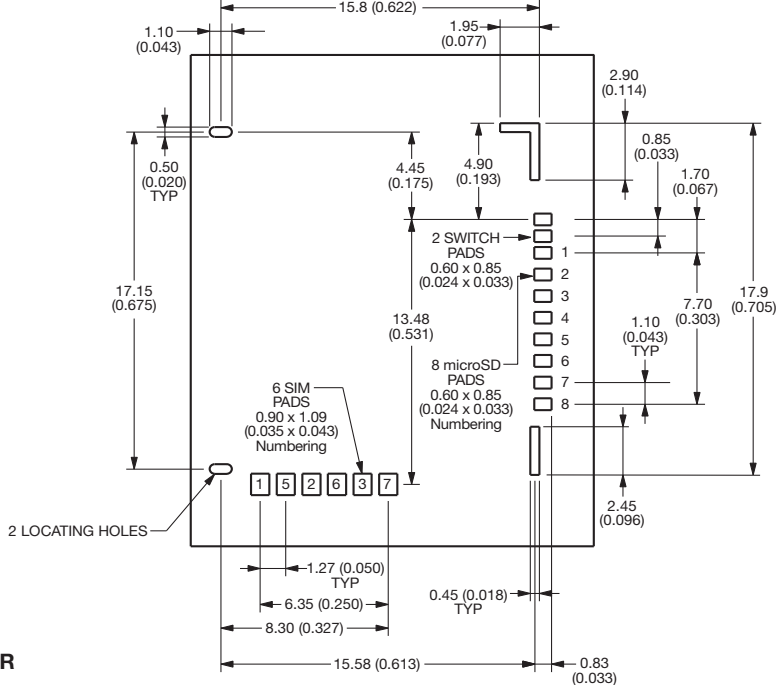 15.8 (0.622)
1.10
(0.043)
1.95
(0.077)
2.90
(0.114)
0.85
(0.033)
1.70
(0.067)
0.50
(0.020)
TYP
4.45
(0.175)
4.90
(0.193)
2 SWITCH
PADS
0.60 x 0.85
(0.024 x 0.033)
1
2
3
4
5
6
7
8
17.15
(0.675)
13.48
(0.531)
7.70
(0.303)
17.9
(0.705)
1.10
(0.043)
TYP
8 microSD
PADS
0.60 x 0.85
(0.024 x 0.033)
Numbering
6 SIM
PADS
0.90 x 1.09
(0.035 x 0.043)
Numbering
1 5 2 6 3 7
2 LOCATING HOLES
2.45
(0.096)
1.27 (0.050)
TYP
0.45 (0.018)
TYP
6.35 (0.250)
8.30 (0.327)
15.58 (0.613)
0.83
(0.033)
R